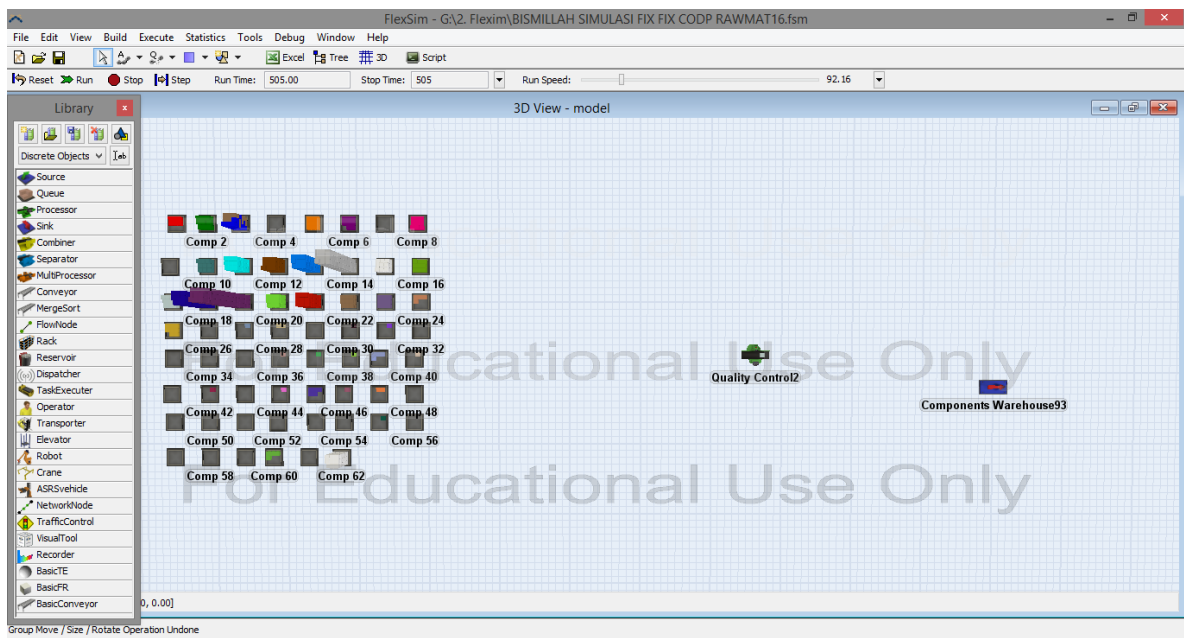 FlexSim - G:\2. Flexim\BISMILLAH SIMULASI FIX FIX CODP RAWMAT16.fsm
File Edit View Build Execute Statistics Tools Debug Window Help
Excel Tree 3D Script
Reset Run Stop Step Run Time: 505.00 Stop Time: 505 Run Speed: 92.16
Library
3D View - model
Discrete Objects
Source
Queue
Processor
Sink
Combiner
Separator
MultiProcessor
Conveyor
MergeSort
FlowNode
Rack
Reservoir
Dispatcher
TaskExecuter
Operator
Transporter
Elevator
Robot
Crane
ASRSvehicle
NetworkNode
TrafficControl
VisualTool
Recorder
BasicTE
BasicFR
BasicConveyor
Comp 2 Comp 4 Comp 6 Comp 8
Comp 10 Comp 12 Comp 14 Comp 16
Comp 18 Comp 20 Comp 22 Comp 24
Comp 26 Comp 28 Comp 30 Comp 32
Comp 34 Comp 36 Comp 38 Comp 40
Comp 42 Comp 44 Comp 46 Comp 48
Comp 50 Comp 52 Comp 54 Comp 56
Comp 58 Comp 60 Comp 62
Quality Control2
Components Warehouse93
For Educational Use Only
For Educational Use Only
0, 0.00]
Group Move / Size / Rotate Operation Undone